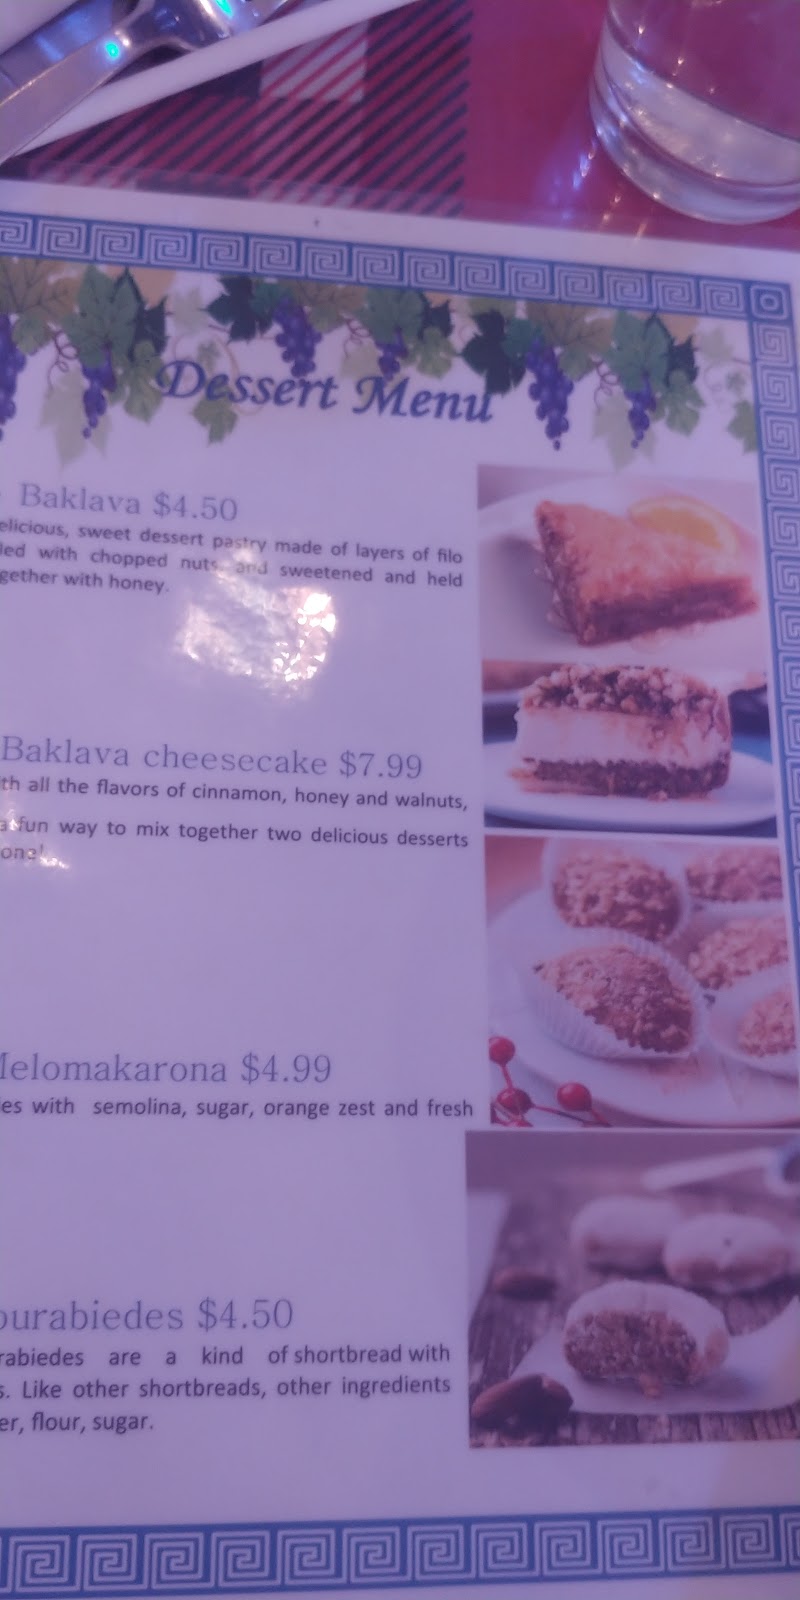 Dessert Menu
Baklava $4.50
elicious, sweet dessert pastry made of layers of filo
led with chopped nuts and sweetened and held
gether with honey.
Baklava cheesecake $7.99
th all the flavors of cinnamon, honey and walnuts,
a fun way to mix together two delicious desserts
one!
Melomakarona $4.99
es with semolina, sugar, orange zest and fresh
ourabiedes $4.50
rabiedes are a kind of shortbread with
s. Like other shortbreads, other ingredients
er, flour, sugar.